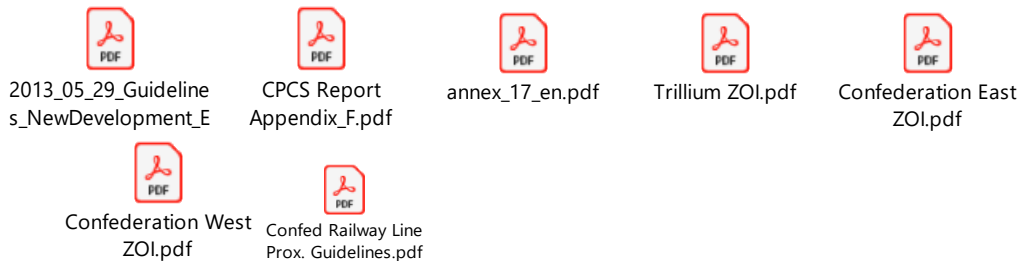 PDF
PDF
PDF
PDF
PDF
2013_05_29_Guideline
s_NewDevelopment_E
CPCS Report
Appendix_F.pdf
annex_17_en.pdf
Trillium ZOI.pdf
Confederation East
ZOI.pdf
PDF
PDF
Confederation West
ZOI.pdf
Confed Railway Line
Prox. Guidelines.pdf